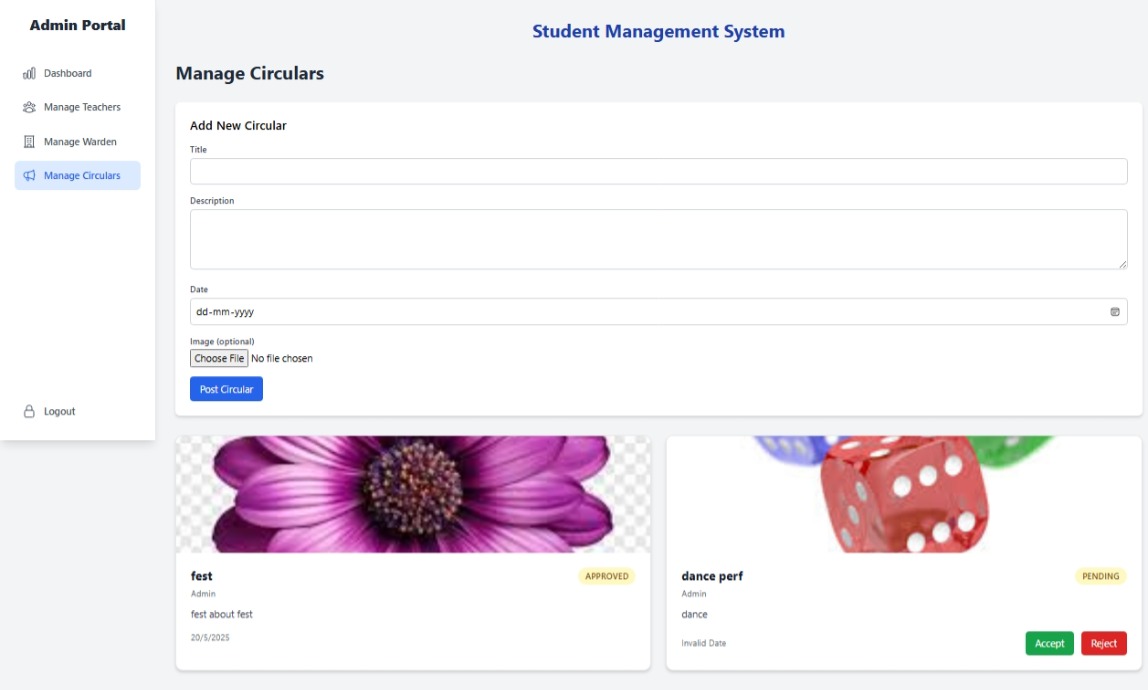 Admin Portal
Dashboard
Manage Teachers
Manage Warden
Manage Circulars
Logout
Student Management System
Manage Circulars
Add New Circular
Title
Description
Date
dd-mm-yyyy
Image (optional)
Choose File No file chosen
Post Circular
fest APPROVED
Admin
fest about fest
20/5/2025
dance perf PENDING
Admin
dance
Invalid Date Accept Reject